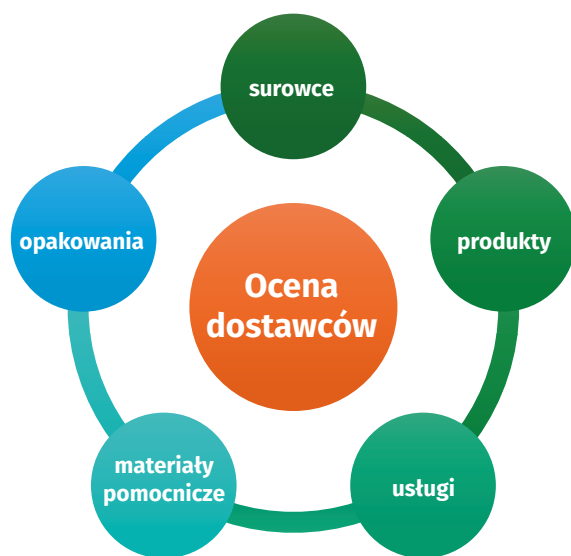 surowce
opakowania
produkty
Ocena
dostawców
materiały
pomocnicze
usługi